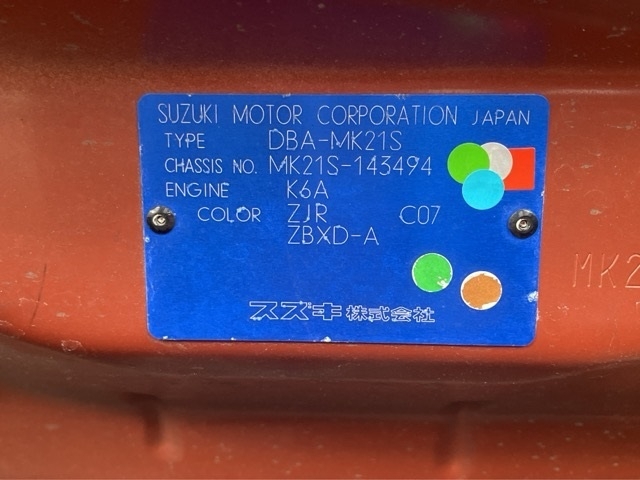 SUZUKI MOTOR CORPORATION JAPAN
TYPE DBA-MK21S
CHASSIS NO. MK21S-143494
ENGINE K6A
COLOR ZJR C07
ZBXD-A
スズキ株式会社
MK2